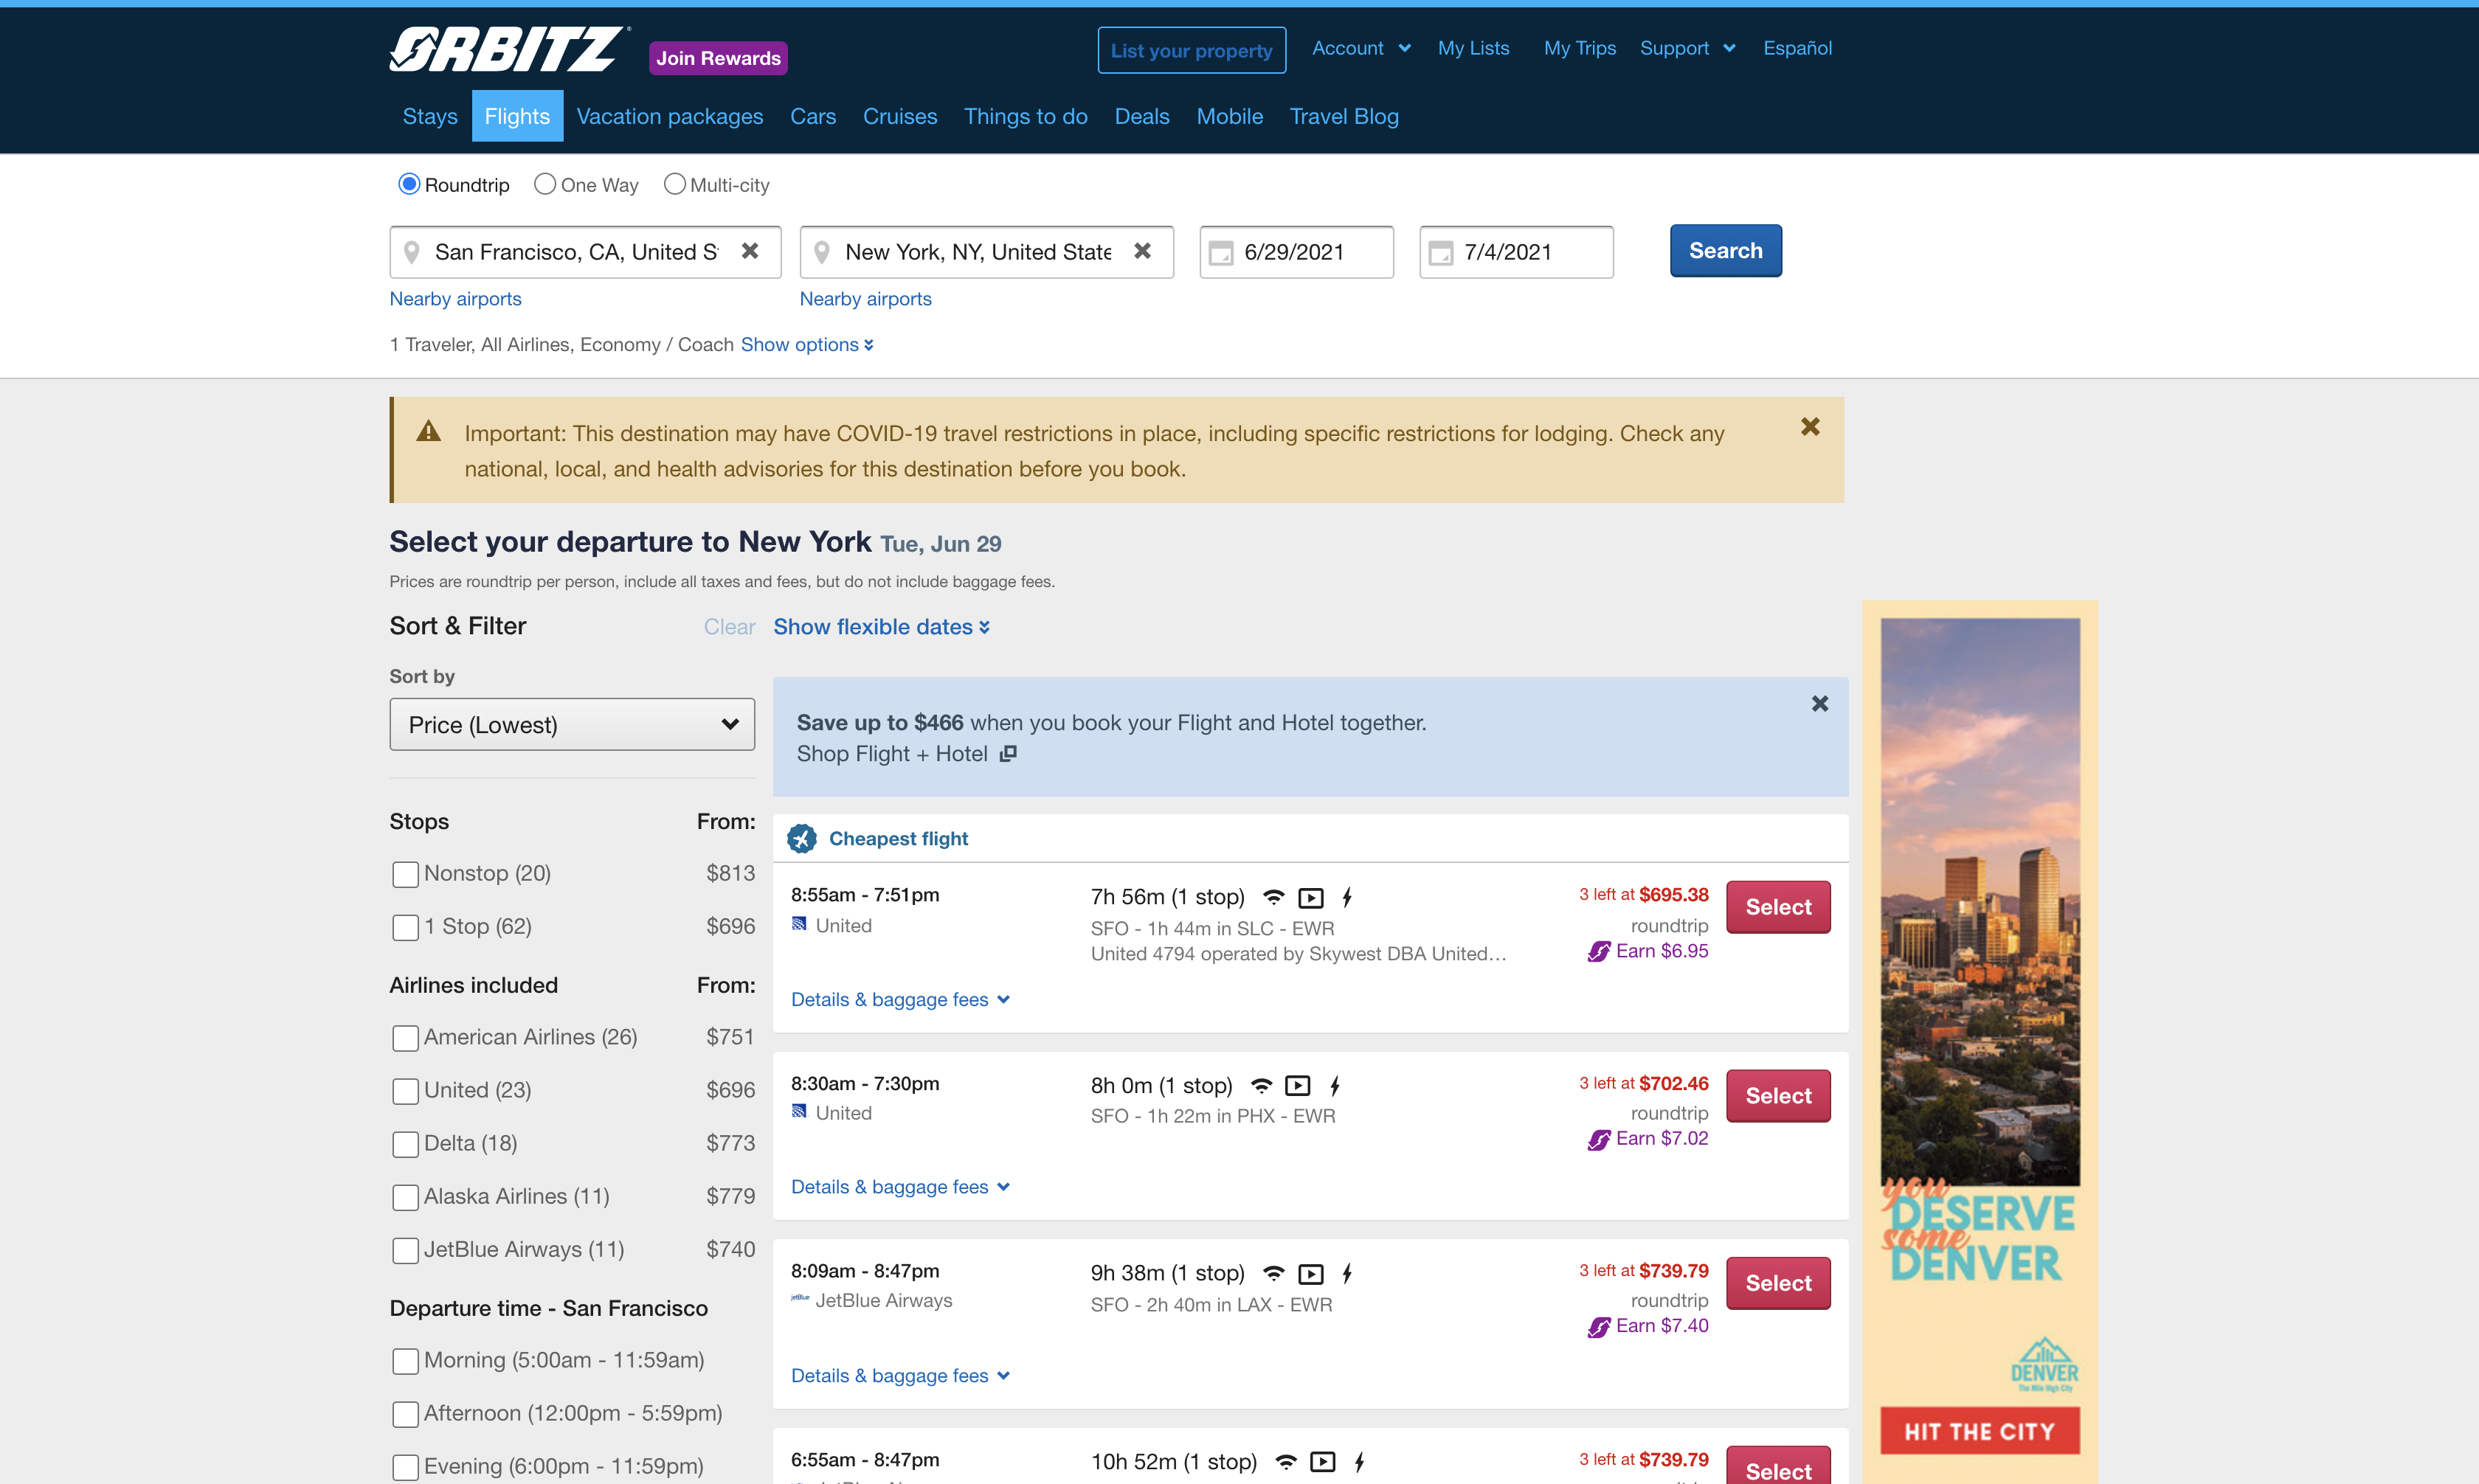 ORBITZ
Join Rewards
List your property
Account
My Lists
My Trips
Support
Español
Stays
Flights
Vacation packages
Cars
Cruises
Things to do
Deals
Mobile
Travel Blog
Roundtrip
One Way
Multi-city
San Francisco, CA, United S
New York, NY, United State
6/29/2021
7/4/2021
Search
Nearby airports
Nearby airports
1 Traveler, All Airlines, Economy / Coach Show options
Important: This destination may have COVID-19 travel restrictions in place, including specific restrictions for lodging. Check any
national, local, and health advisories for this destination before you book.
Select your departure to New York Tue, Jun 29
Prices are roundtrip per person, include all taxes and fees, but do not include baggage fees.
Sort & Filter
Clear
Sort by
Price (Lowest)
Stops From:
Nonstop (20) $813
1 Stop (62) $696
Airlines included From:
American Airlines (26) $751
United (23) $696
Delta (18) $773
Alaska Airlines (11) $779
JetBlue Airways (11) $740
Departure time - San Francisco
Morning (5:00am - 11:59am)
Afternoon (12:00pm - 5:59pm)
Evening (6:00pm - 11:59pm)
Show flexible dates
Save up to $466 when you book your Flight and Hotel together.
Shop Flight + Hotel
Cheapest flight
8:55am - 7:51pm
United
7h 56m (1 stop)
SFO - 1h 44m in SLC - EWR
United 4794 operated by Skywest DBA United...
3 left at $695.38
roundtrip
Earn $6.95
Select
Details & baggage fees
8:30am - 7:30pm
United
8h 0m (1 stop)
SFO - 1h 22m in PHX - EWR
3 left at $702.46
roundtrip
Earn $7.02
Select
Details & baggage fees
8:09am - 8:47pm
jetBlue
JetBlue Airways
9h 38m (1 stop)
SFO - 2h 40m in LAX - EWR
3 left at $739.79
roundtrip
Earn $7.40
Select
Details & baggage fees
6:55am - 8:47pm
10h 52m (1 stop)
3 left at $739.79
Select
you
DESERVE
some
DENVER
DENVER
The Mile High City
HIT THE CITY